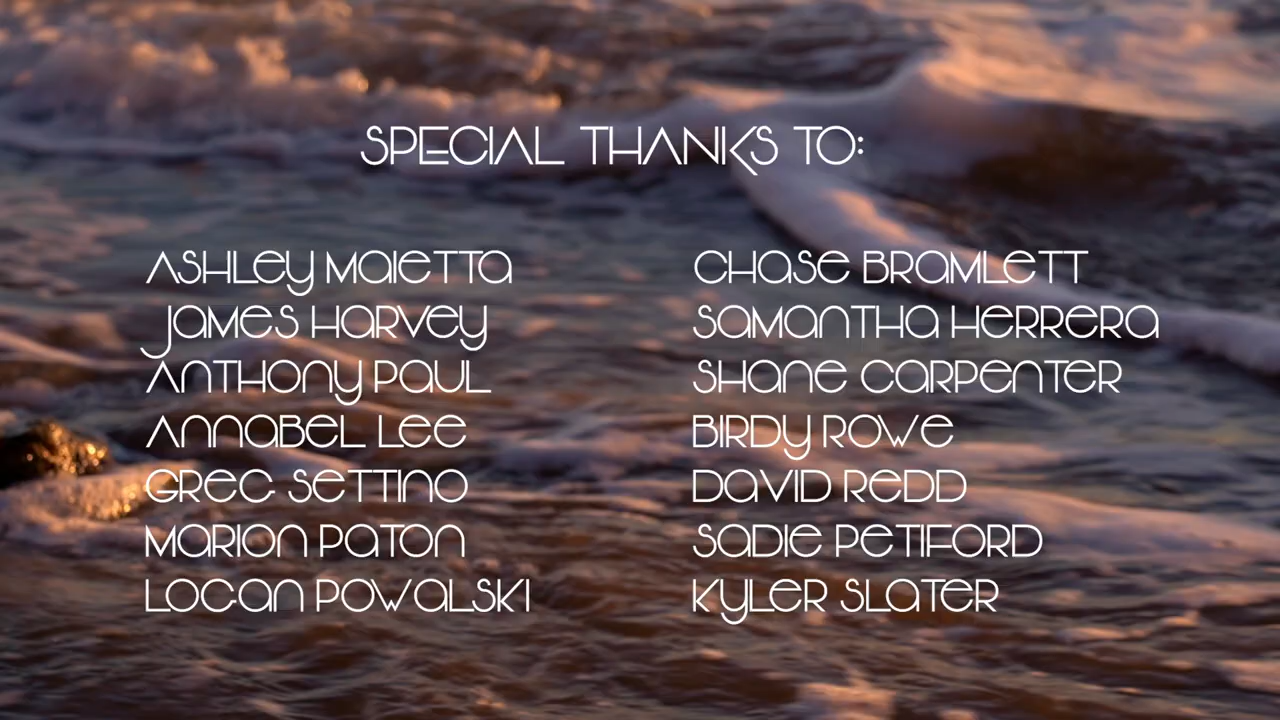 SPECIAL THANKS TO:
ASHLEY MAIETTA
JAMES HARVEY
ANTHONY PAUL
ANNABEL LEE
GREG SETTINO
MARION PATON
LOGAN POWALSKI
CHASE BRAMLETT
SAMANTHA HERRERA
SHANE CARPENTER
BIRDY ROWE
DAVID REDD
SADIE PETIFORD
KYLER SLATER